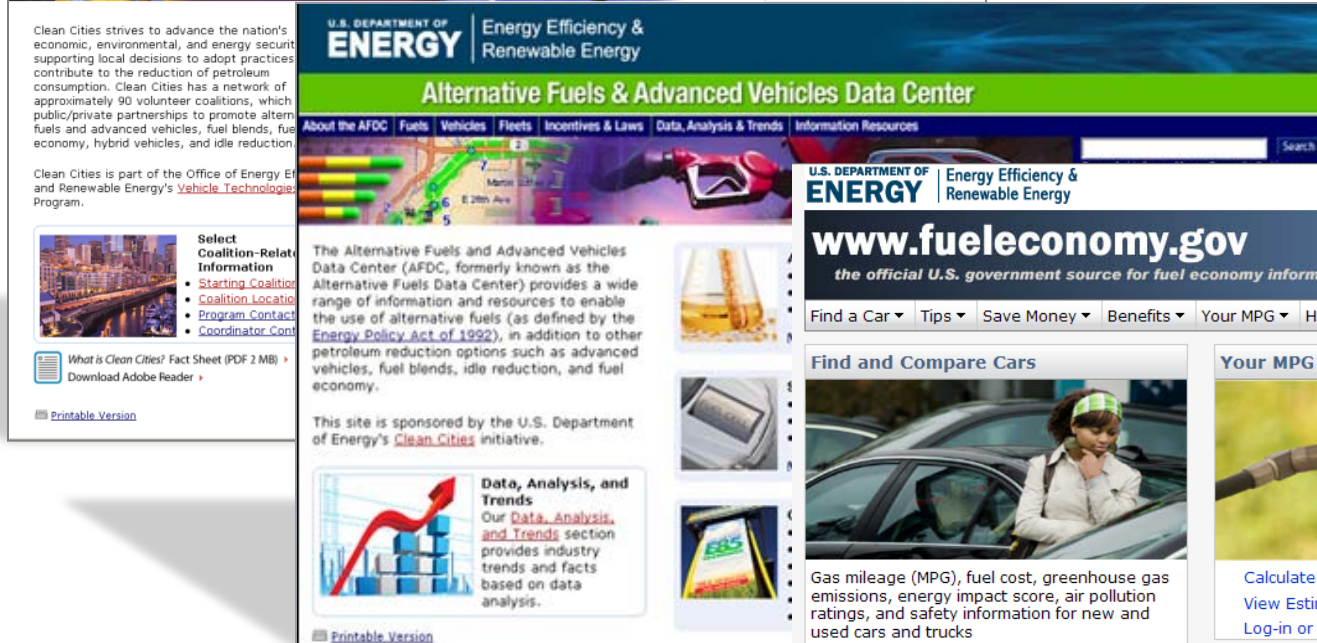 Clean Cities strives to advance the nation's
economic, environmental, and energy
supporting local decisions to adopt practices
contribute to the reduction of petroleum
consumption. Clean Cities has a network of
approximately 90 volunteer coalitions, which
public/private partnerships to promote
fuels and advanced vehicles, fuel blends,
economy, hybrid vehicles, and idle reduction.
Clean Cities is part of the Office of Energy
and Renewable Energy's Vehicle Technologies
Program.
Select
Information
Starting
Coalition
Program
Coordinator
What is Clean Cities? Fact Sheet (PDF 2 MB)
Download Adobe Reader
Printable Version
U.S. DEPARTMENT OF
ENERGY
Energy Efficiency &
Renewable Energy
Alternative Fuels & Advanced Vehicles Data Center
About the AFDC Fuels Vehicles Fleets Incentives & Laws Data, Analysis & Trends Information Resources
Search
2
7
6
5
E 26th Ave
The Alternative Fuels and Advanced Vehicles
Data Center (AFDC, formerly known as the
Alternative Fuels Data Center) provides a wide
range of information and resources to enable
the use of alternative fuels (as defined by the
Energy Policy Act of 1992), in addition to other
petroleum reduction options such as advanced
vehicles, fuel blends, idle reduction, and fuel
economy.
This site is sponsored by the U.S. Department
of Energy's Clean Cities initiative.
Data, Analysis, and
Trends
Our Data, Analysis,
and Trends section
provides industry
trends and facts
based on data
analysis.
Printable Version
E85
U.S. DEPARTMENT OF
ENERGY
Energy Efficiency &
Renewable Energy
www.fueleconomy.gov
the official U.S. government source for fuel economy
Find a Car Tips Save Money Benefits Your MPG
Find and Compare Cars
Gas mileage (MPG), fuel cost, greenhouse gas
emissions, energy impact score, air pollution
ratings, and safety information for new and
used cars and trucks
Your MPG
Calculate
View
Log-in or